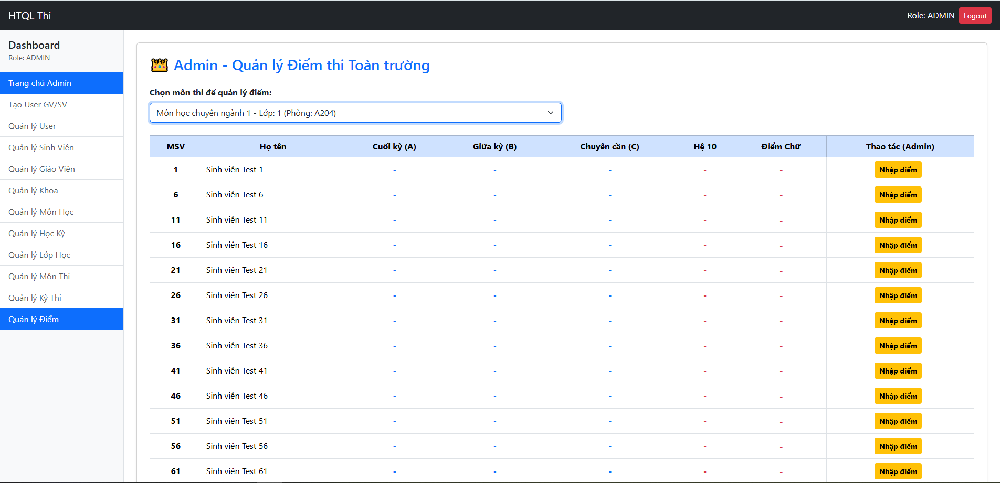 HTQL Thi
Role: ADMIN Logout
Dashboard
Role: ADMIN
Trang chủ Admin
Tạo User GV/SV
Quản lý User
Quản lý Sinh Viên
Quản lý Giáo Viên
Quản lý Khoa
Quản lý Môn Học
Quản lý Học Kỳ
Quản lý Lớp Học
Quản lý Môn Thi
Quản lý Kỳ Thi
Quản lý Điểm
Admin - Quản lý Điểm thi Toàn trường
Chọn môn thi để quản lý điểm:
Môn học chuyên ngành 1 - Lớp: 1 (Phòng: A204)
MSV Họ tên Cuối kỳ (A) Giữa kỳ (B) Chuyên cần (C) Hệ 10 Điểm Chữ Thao tác (Admin)
1 Sinh viên Test 1 - - - - - Nhập điểm
6 Sinh viên Test 6 - - - - - Nhập điểm
11 Sinh viên Test 11 - - - - - Nhập điểm
16 Sinh viên Test 16 - - - - - Nhập điểm
21 Sinh viên Test 21 - - - - - Nhập điểm
26 Sinh viên Test 26 - - - - - Nhập điểm
31 Sinh viên Test 31 - - - - - Nhập điểm
36 Sinh viên Test 36 - - - - - Nhập điểm
41 Sinh viên Test 41 - - - - - Nhập điểm
46 Sinh viên Test 46 - - - - - Nhập điểm
51 Sinh viên Test 51 - - - - - Nhập điểm
56 Sinh viên Test 56 - - - - - Nhập điểm
61 Sinh viên Test 61 - - - - - Nhập điểm